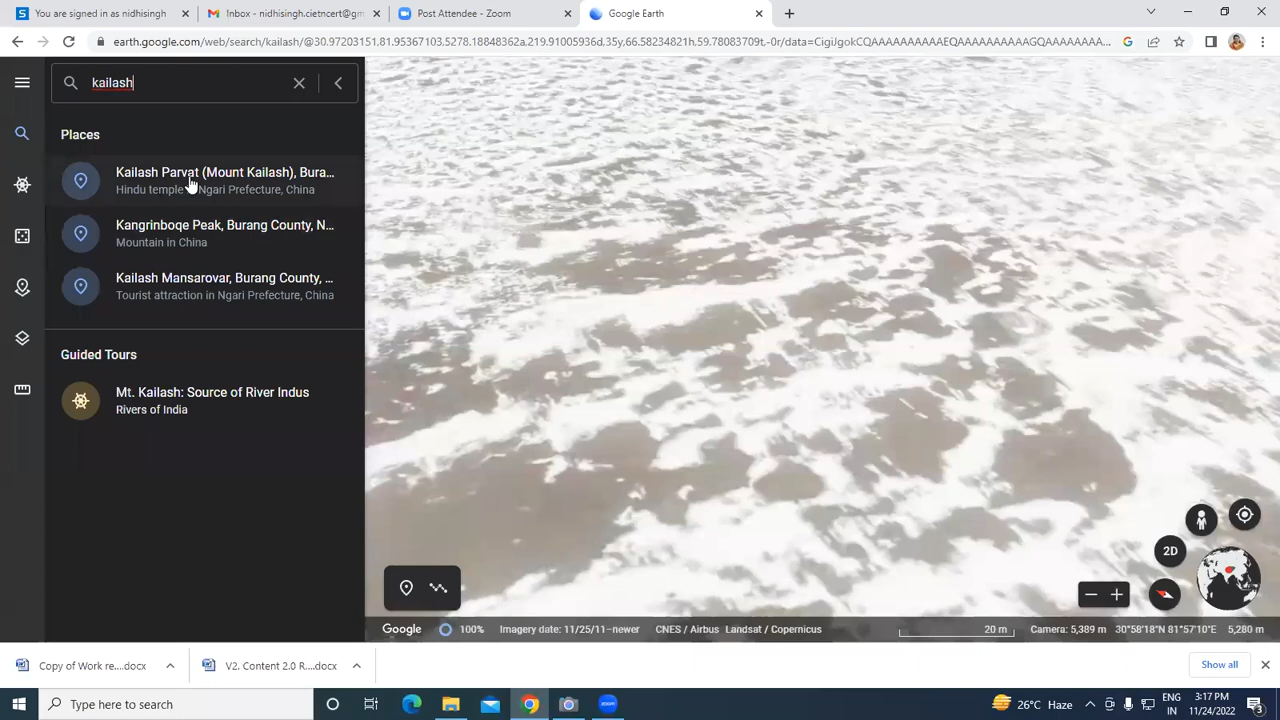 You are signed in as nidhisingh
Inbox - nidhisingh.cietncert@gm
Post Attendee - Zoom
Google Earth
earth.google.com/web/search/kailash/@30.97203151,81.95367103,5278.18848362a,219.91005936d,35y,66.58234821h,59.78083709t,-0r/data=CigiJgokCQAAAAAAAAAAEQAAAAAAAAAAGQAAAAAAAA...
kailash
Places
Kailash Parvat (Mount Kailash), Bura...
Hindu temple Ngari Prefecture, China
Kangrinboqe Peak, Burang County, N...
Mountain in China
Kailash Mansarovar, Burang County, ...
Tourist attraction in Ngari Prefecture, China
Guided Tours
Mt. Kailash: Source of River Indus
Rivers of India
2D
Google 100% Imagery date: 11/25/11–newer CNES / Airbus Landsat / Copernicus 20 m Camera: 5,389 m 30°58'18"N 81°57'10"E 5,280 m
Copy of Work re....docx
V2. Content 2.0 R....docx
Show all
Type here to search
26°C Haze
ENG
IN
3:17 PM
11/24/2022
3